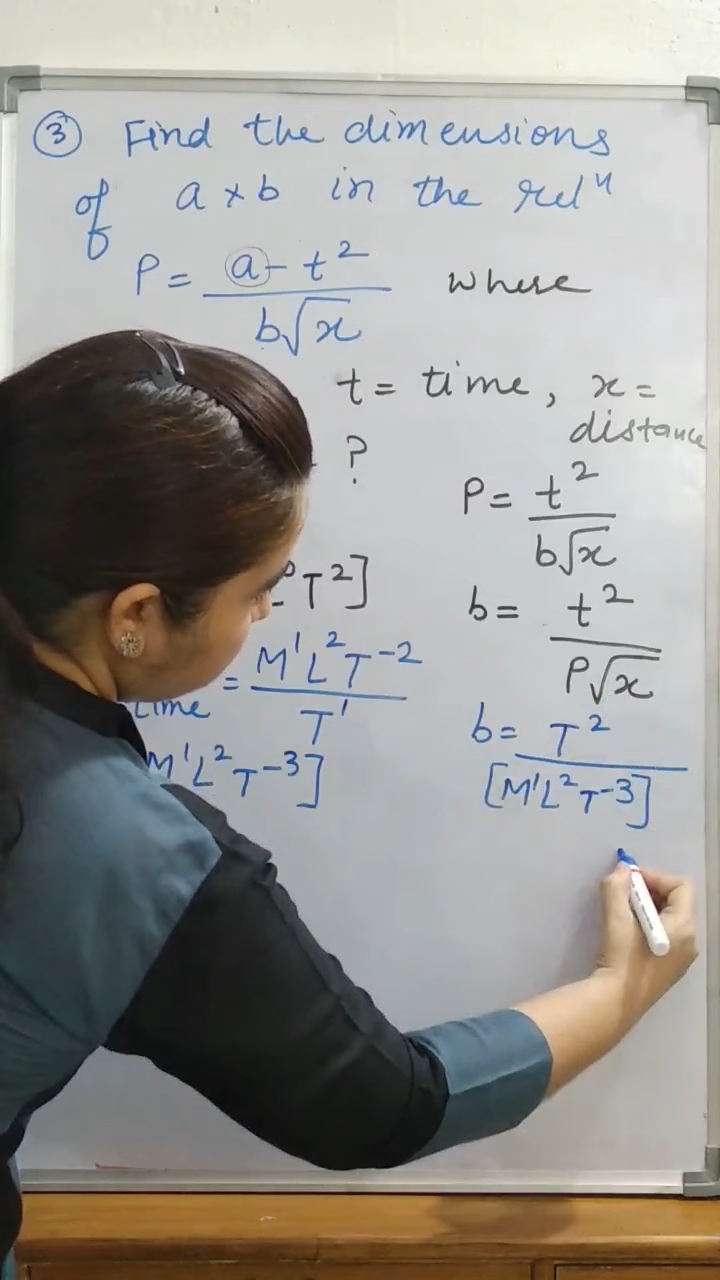 ③ Find the dimensions
of a × b in the relⁿ
P = a - t²
b√x
where
t = time, x =
distance
?
T²]
time = M¹L²T⁻²
T¹
M¹L²T⁻³]
P = t²
b√x
b = t²
P√x
b = T²
[M¹L²T⁻³]